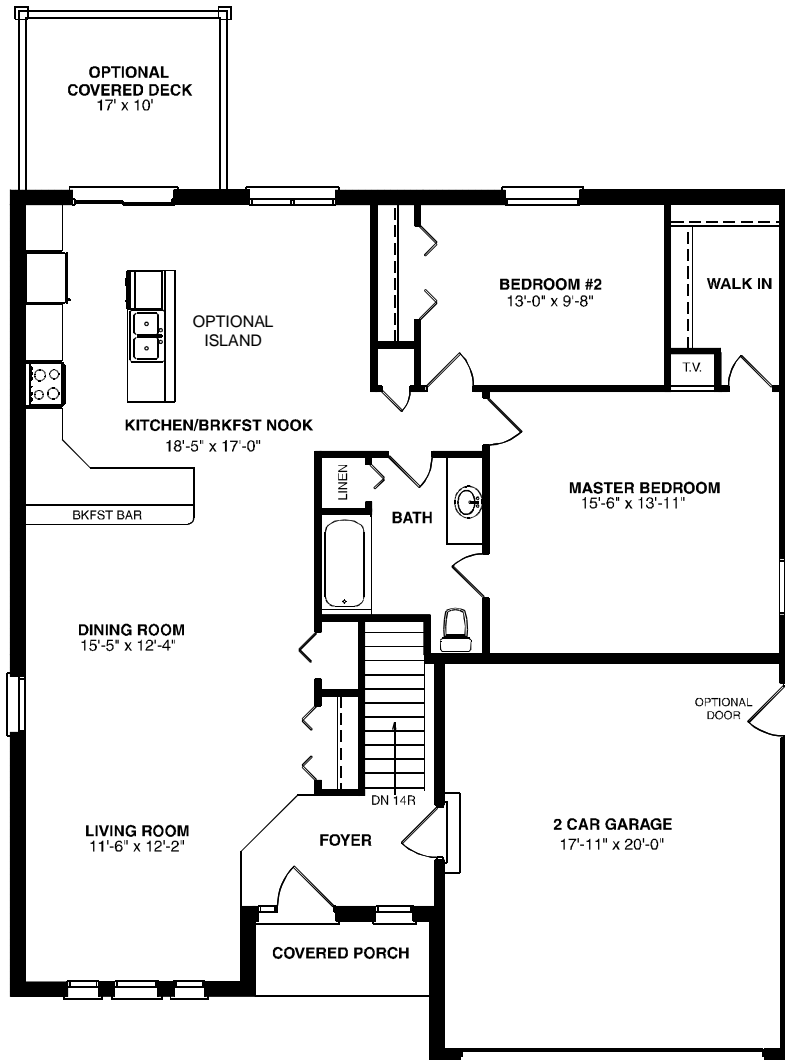 OPTIONAL
COVERED DECK
17' x 10'
BEDROOM #2
13'-0" x 9'-8"
WALK IN
OPTIONAL
ISLAND
T.V.
KITCHEN/BRKFST NOOK
18'-5" x 17'-0"
LINEN
BATH
MASTER BEDROOM
15'-6" x 13'-11"
BKFST BAR
DINING ROOM
15'-5" x 12'-4"
OPTIONAL
DOOR
DN 14R
LIVING ROOM
11'-6" x 12'-2"
FOYER
2 CAR GARAGE
17'-11" x 20'-0"
COVERED PORCH